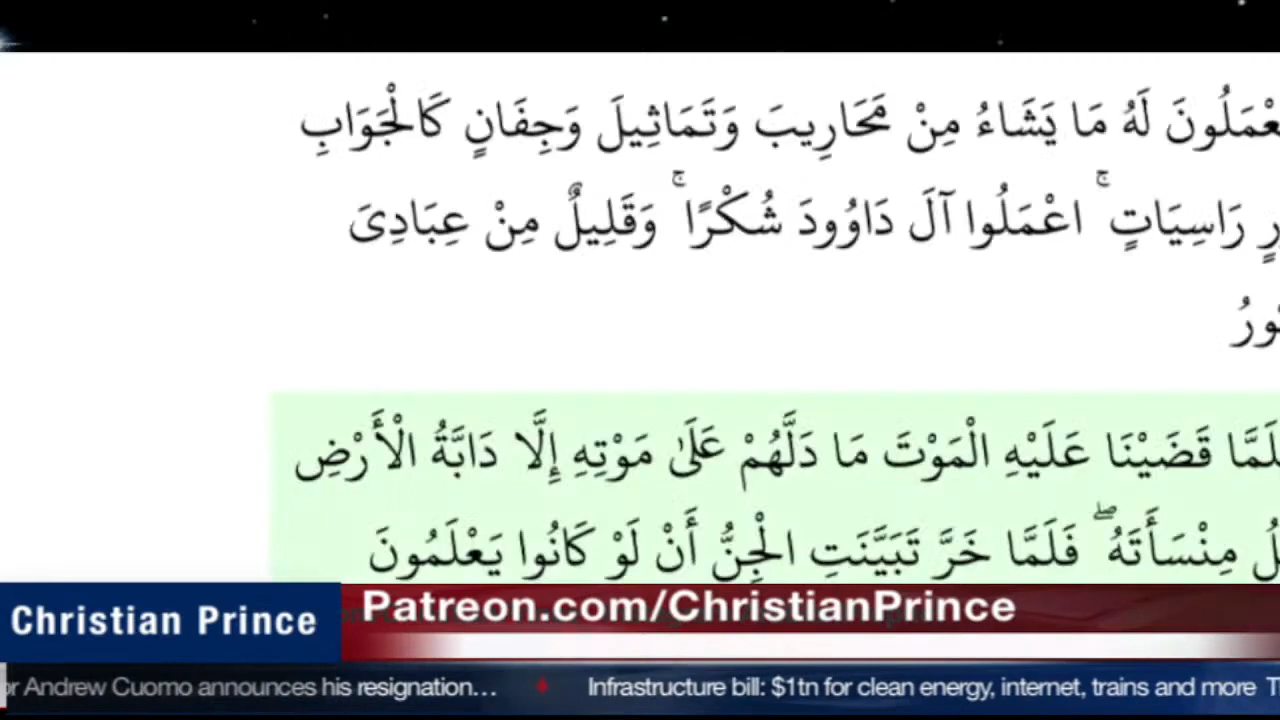 يَعْمَلُونَ لَهُ مَا يَشَاءُ مِنْ مَحَارِيبَ وَتَمَاثِيلَ وَجِفَانٍ كَالْجَوَابِ
رَاسِيَاتٍ ۚ اعْمَلُوا آلَ دَاوُودَ شُكْرًا ۚ وَقَلِيلٌ مِنْ عِبَادِيَ
قَضَيْنَا عَلَيْهِ الْمَوْتَ مَا دَلَّهُمْ عَلَىٰ مَوْتِهِ إِلَّا دَابَّةُ الْأَرْضِ
مِنْسَأَتَهُ ۖ فَلَمَّا خَرَّ تَبَيَّنَتِ الْجِنُّ أَنْ لَوْ كَانُوا يَعْلَمُونَ
Christian Prince
Patreon.com/ChristianPrince
or Andrew Cuomo announces his resignation... ♦ Infrastructure bill: $1tn for clean energy, internet, trains and more T